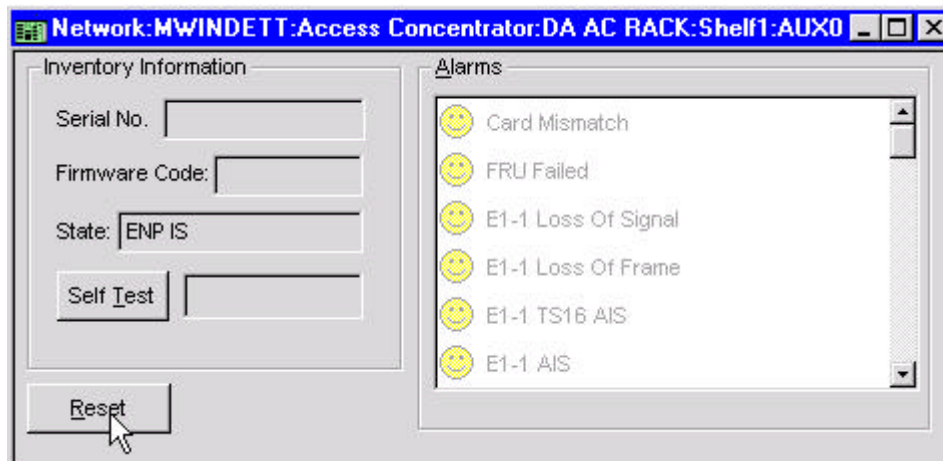 Network:MWINDETT:Access Concentrator:DA AC RACK:Shelf1:AUX0
Inventory Information
Serial No.
Firmware Code:
State: ENP IS
Self Test
Reset
Alarms
Card Mismatch
FRU Failed
E1-1 Loss Of Signal
E1-1 Loss Of Frame
E1-1 TS16 AIS
E1-1 AIS